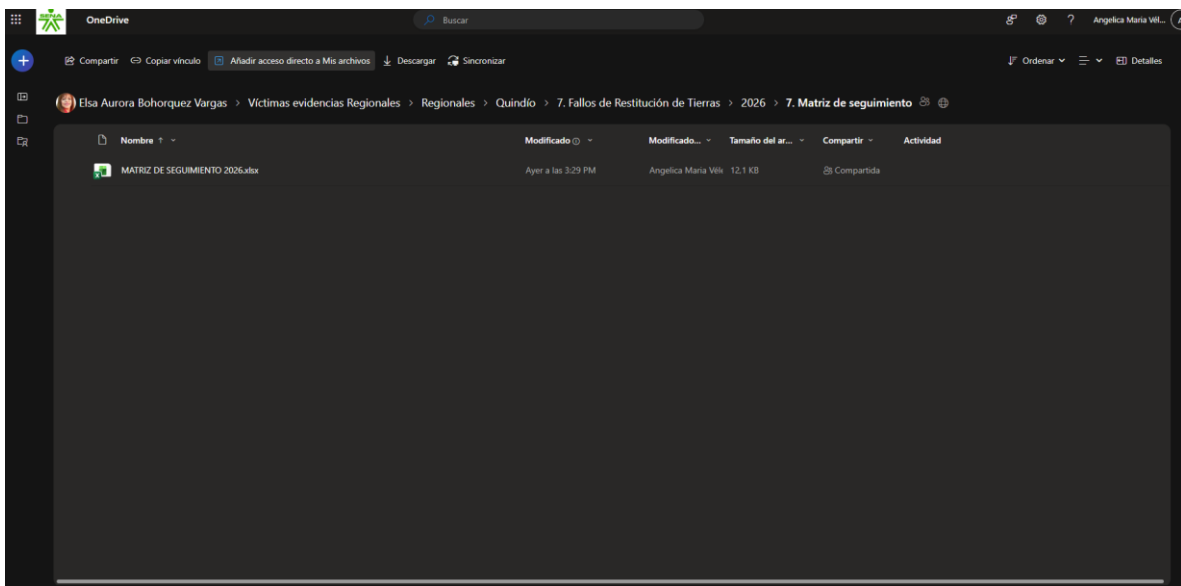 SENA
OneDrive
Buscar
Angelica Maria Vél...
Compartir
Copiar vínculo
Añadir acceso directo a Mis archivos
Descargar
Sincronizar
Ordenar
Detalles
Elsa Aurora Bohorquez Vargas > Víctimas evidencias Regionales > Regionales > Quindío > 7. Fallos de Restitución de Tierras > 2026 > 7. Matriz de seguimiento
Nombre ↑ Modificado Modificado... Tamaño del ar... Compartir Actividad
MATRIZ DE SEGUIMIENTO 2026.xlsx Ayer a las 3:29 PM Angelica Maria Véle 12.1 KB Compartida